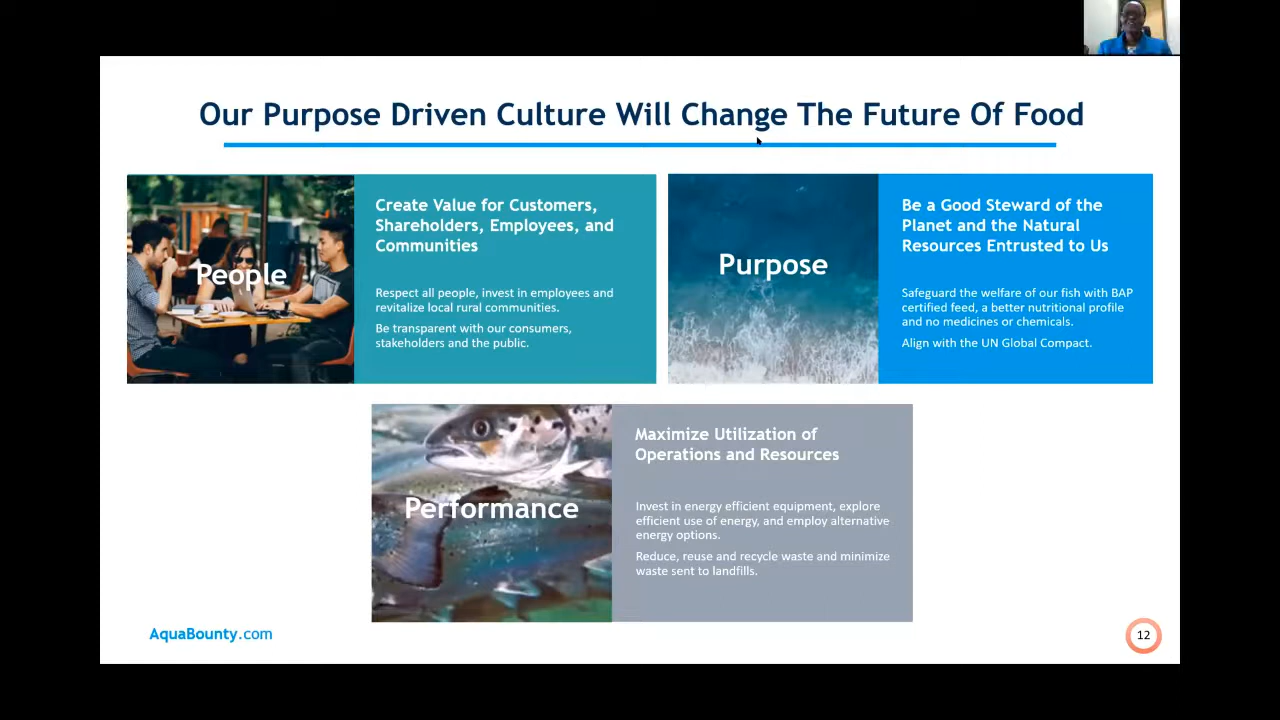 Our Purpose Driven Culture Will Change The Future Of Food
People
Create Value for Customers,
Shareholders, Employees, and
Communities
Respect all people, invest in employees and
revitalize local rural communities.
Be transparent with our consumers,
stakeholders and the public.
Purpose
Be a Good Steward of the
Planet and the Natural
Resources Entrusted to Us
Safeguard the welfare of our fish with BAP
certified feed, a better nutritional profile
and no medicines or chemicals.
Align with the UN Global Compact.
Performance
Maximize Utilization of
Operations and Resources
Invest in energy efficient equipment, explore
efficient use of energy, and employ alternative
energy options.
Reduce, reuse and recycle waste and minimize
waste sent to landfills.
AquaBounty.com
12